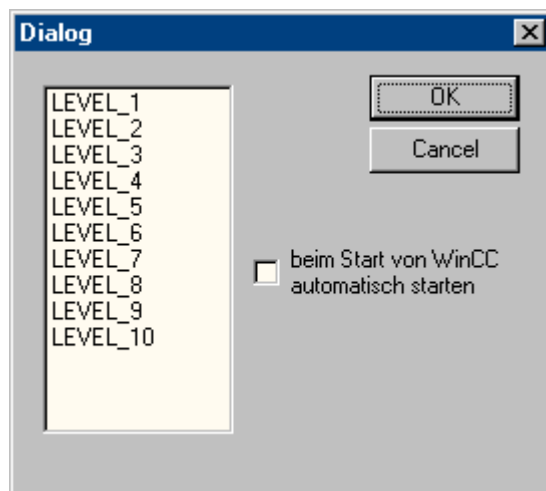 Dialog
LEVEL_1
LEVEL_2
LEVEL_3
LEVEL_4
LEVEL_5
LEVEL_6
LEVEL_7
LEVEL_8
LEVEL_9
LEVEL_10
OK
Cancel
beim Start von WinCC
automatisch starten